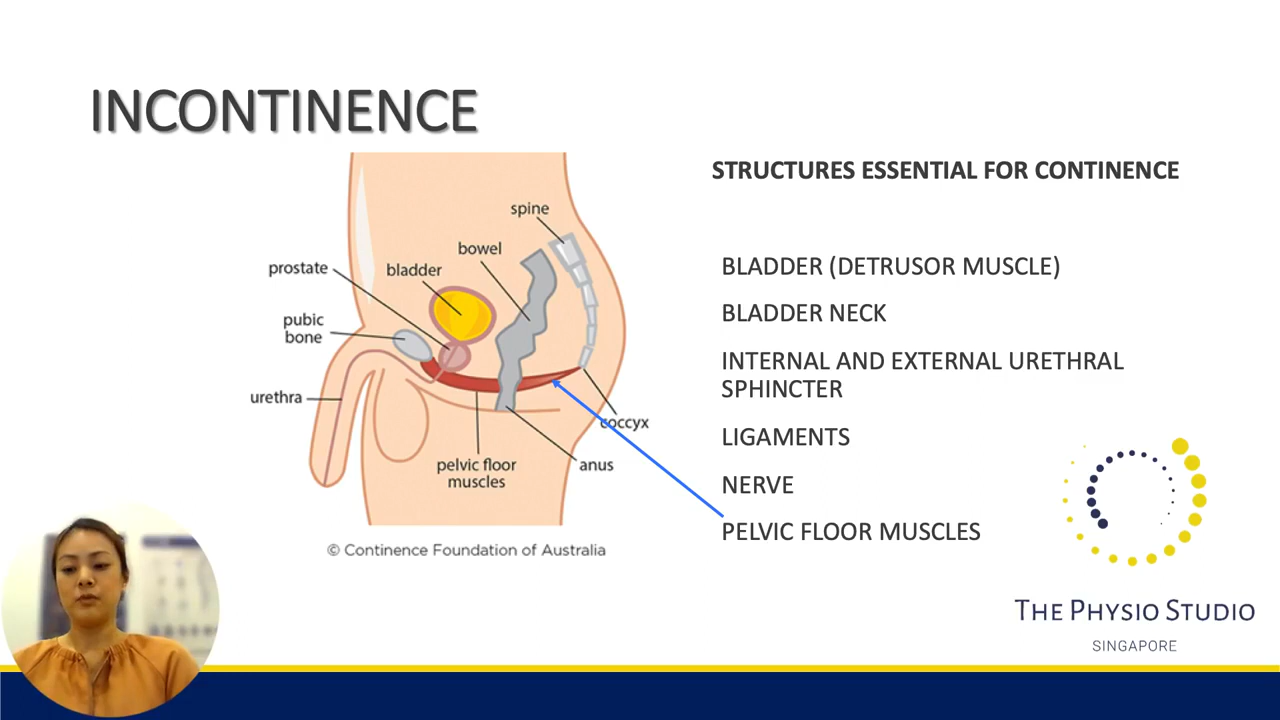 INCONTINENCE
STRUCTURES ESSENTIAL FOR CONTINENCE
spine
bowel
prostate
bladder
pubic
bone
urethra
coccyx
pelvic floor
muscles
anus
© Continence Foundation of Australia
BLADDER (DETRUSOR MUSCLE)
BLADDER NECK
INTERNAL AND EXTERNAL URETHRAL
SPHINCTER
LIGAMENTS
NERVE
PELVIC FLOOR MUSCLES
THE PHYSIO STUDIO
SINGAPORE